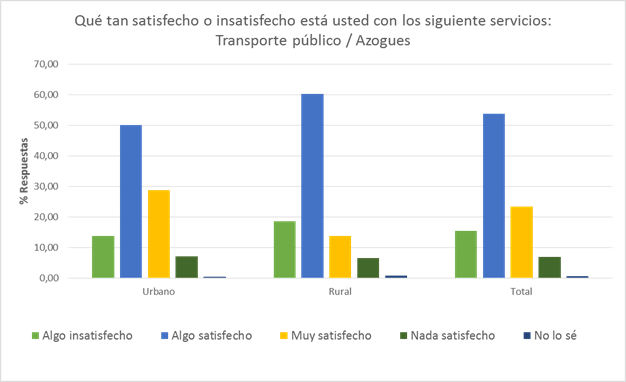 Qué tan satisfecho o insatisfecho está usted con los siguiente servicios:
Transporte público / Azogues
70,00
60,00
50,00
40,00
30,00
20,00
10,00
0,00
% Respuestas
Urbano Rural Total
Algo insatisfecho Algo satisfecho Muy satisfecho Nada satisfecho No lo sé